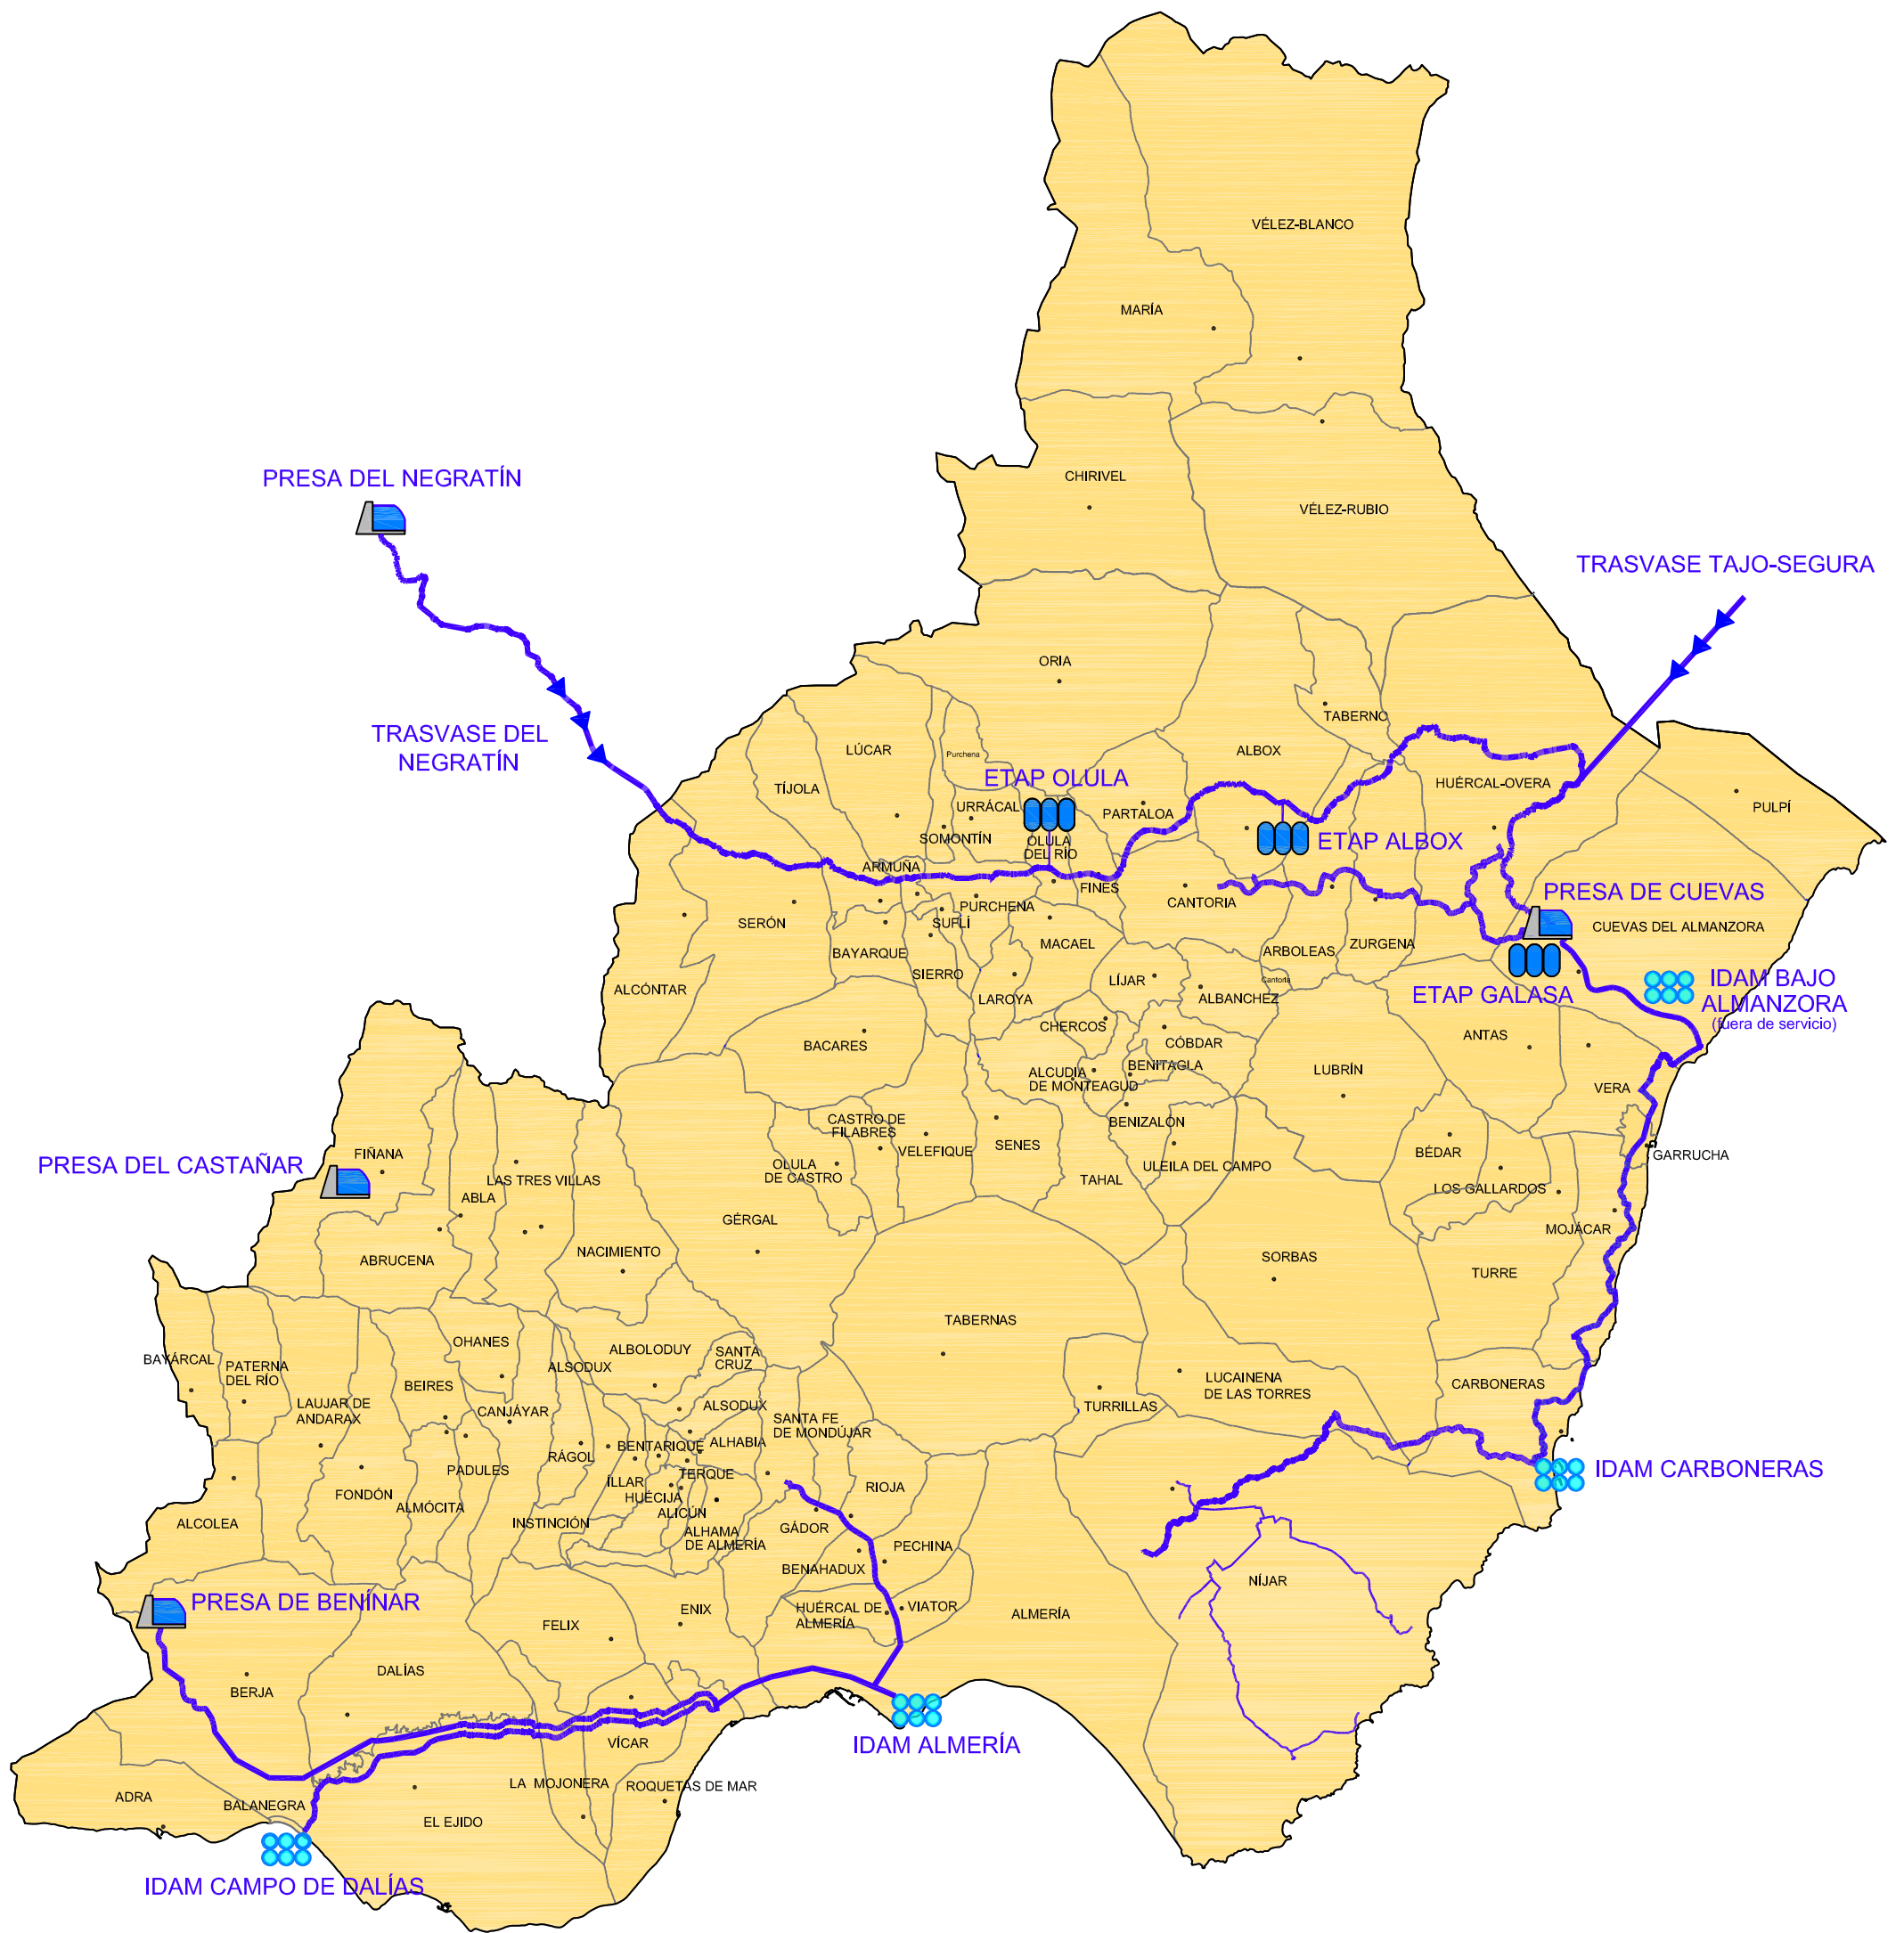 VÉLEZ-BLANCO
MARÍA
CHIRIVEL
VÉLEZ-RUBIO
PRESA DEL NEGRATÍN
TRASVASE TAJO-SEGURA
ORIA
TABERNO
TRASVASE DEL
NEGRATÍN
LÚCAR
Purchena
ALBOX
TÍJOLA
ETAP OLULA
HUÉRCAL-OVERA
PULPÍ
URRÁCAL
PARTALOA
SOMONTÍN
OLULA
DEL RÍO
ETAP ALBOX
ARMUÑA
FINES
PRESA DE CUEVAS
CANTORIA
PURCHENA
SERÓN
SUFLÍ
CUEVAS DEL ALMANZORA
MACAEL
BAYARQUE
ARBOLEAS
ZURGENA
SIERRO
LÍJAR
Cantoria
IDAM BAJO
ALMANZORA
(fuera de servicio)
ALCÓNTAR
LAROYA
ALBANCHEZ
ETAP GALASA
CHERCOS
ANTAS
BACARES
CÓBDAR
BENITAGLA
LUBRÍN
ALCUDIA
DE MONTEAGUD
VERA
CASTRO DE
FILABRES
BENIZALÓN
VELEFIQUE
SENES
FIÑANA
BÉDAR
GARRUCHA
PRESA DEL CASTAÑAR
OLULA
DE CASTRO
ULEILA DEL CAMPO
LAS TRES VILLAS
TAHAL
LOS GALLARDOS
ABLA
GÉRGAL
MOJÁCAR
NACIMIENTO
SORBAS
ABRUCENA
TURRE
TABERNAS
OHANES
ALBOLODUY
SANTA
CRUZ
BAYÁRCAL
PATERNA
DEL RÍO
ALSODUX
BEIRES
LUCAINENA
DE LAS TORRES
CARBONERAS
LAUJAR DE
ANDARAX
CANJÁYAR
ALSODUX
TURRILLAS
SANTA FE
DE MONDÚJAR
BENTARIQUE
ALHABIA
RÁGOL
PADULES
TERQUE
IDAM CARBONERAS
ÍLLAR
RIOJA
FONDÓN
HUÉCIJA
ALMÓCITA
ALICÚN
ALCOLEA
INSTINCIÓN
GÁDOR
ALHAMA
DE ALMERÍA
PECHINA
BENAHADUX
NÍJAR
PRESA DE BENÍNAR
HUÉRCAL DE
ALMERÍA
VIATOR
ENIX
ALMERÍA
FELIX
DALÍAS
BERJA
VÍCAR
IDAM ALMERÍA
LA MOJONERA
ROQUETAS DE MAR
ADRA
BALANEGRA
EL EJIDO
IDAM CAMPO DE DALÍAS